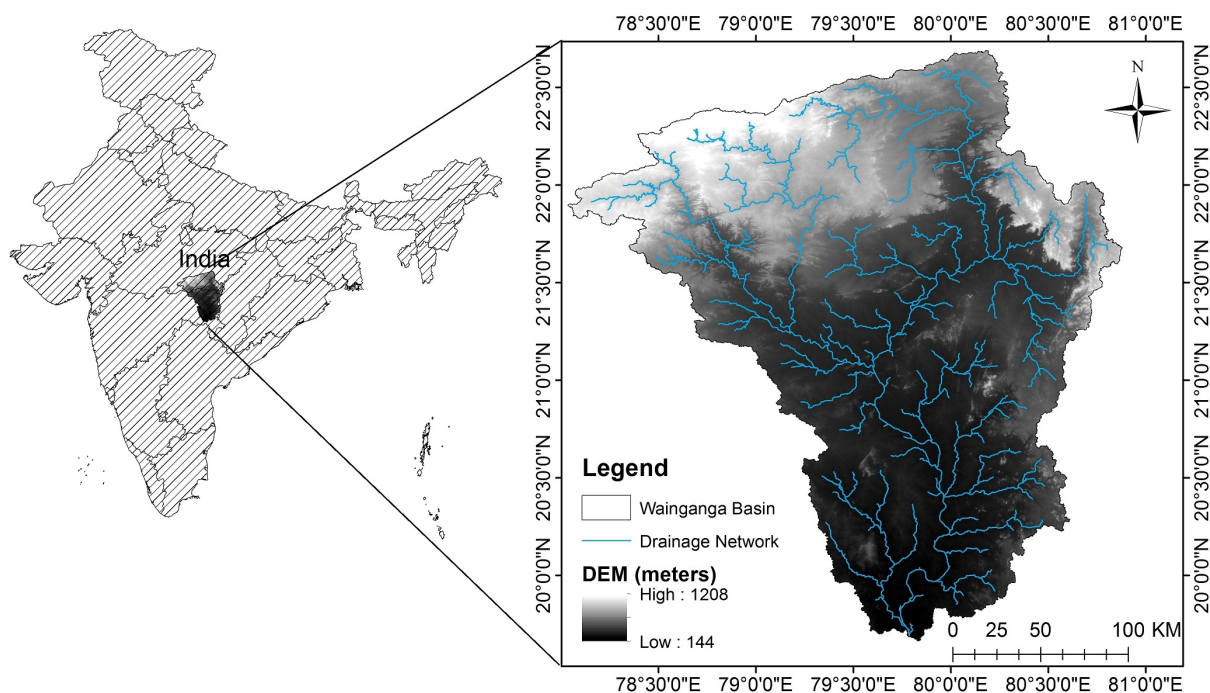 78°30'0"E 79°0'0"E 79°30'0"E 80°0'0"E 80°30'0"E 81°0'0"E
N
22°30'0"N
22°0'0"N
21°30'0"N
21°0'0"N
20°30'0"N
20°0'0"N
India
22°30'0"N
22°0'0"N
21°30'0"N
21°0'0"N
20°30'0"N
20°0'0"N
Legend
Wainganga Basin
Drainage Network
DEM (meters)
High : 1208
Low : 144
0 25 50 100 KM
78°30'0"E 79°0'0"E 79°30'0"E 80°0'0"E 80°30'0"E 81°0'0"E